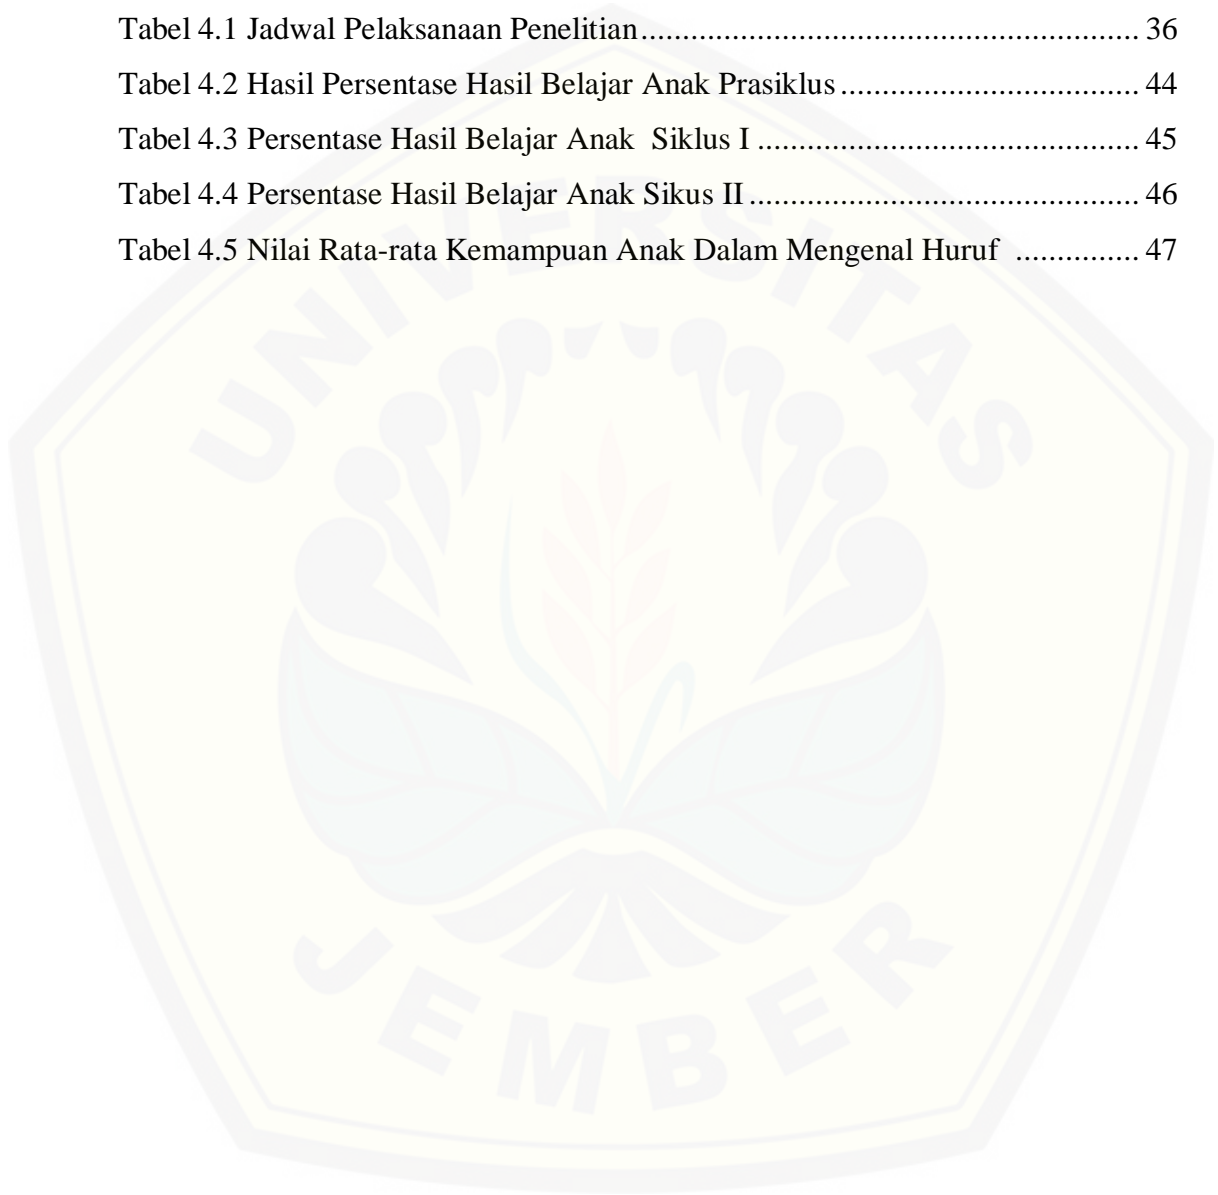 Tabel 4.1 Jadwal Pelaksanaan Penelitian............................................................. 36
Tabel 4.2 Hasil Persentase Hasil Belajar Anak Prasiklus .................................... 44
Tabel 4.3 Persentase Hasil Belajar Anak  Siklus I .............................................. 45
Tabel 4.4 Persentase Hasil Belajar Anak Sikus II ............................................... 46
Tabel 4.5 Nilai Rata-rata Kemampuan Anak Dalam Mengenal Huruf  ............... 47
UNIVERSITAS
JEMBER